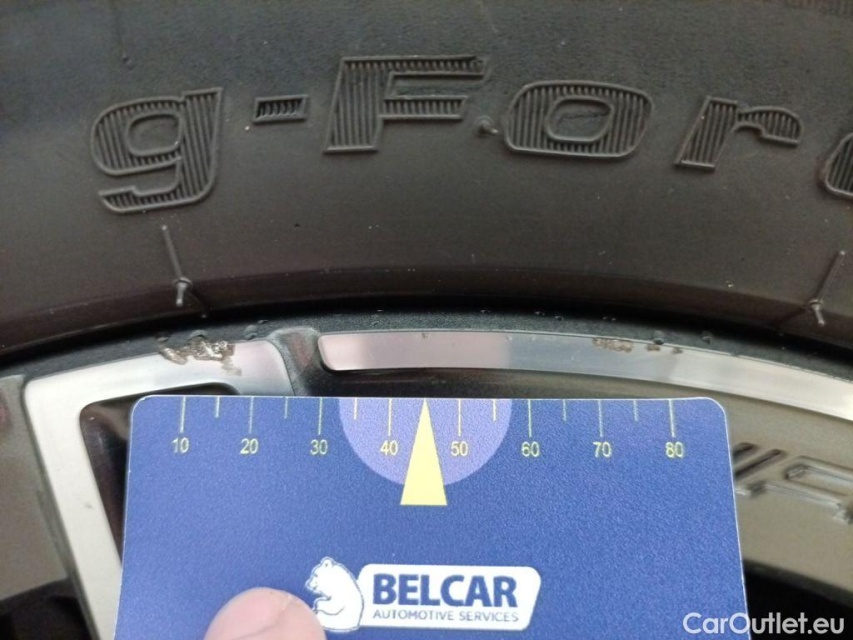 g-For
10 20 30 40 50 60 70 80
BELCAR
AUTOMOTIVE SERVICES
CarOutlet.eu